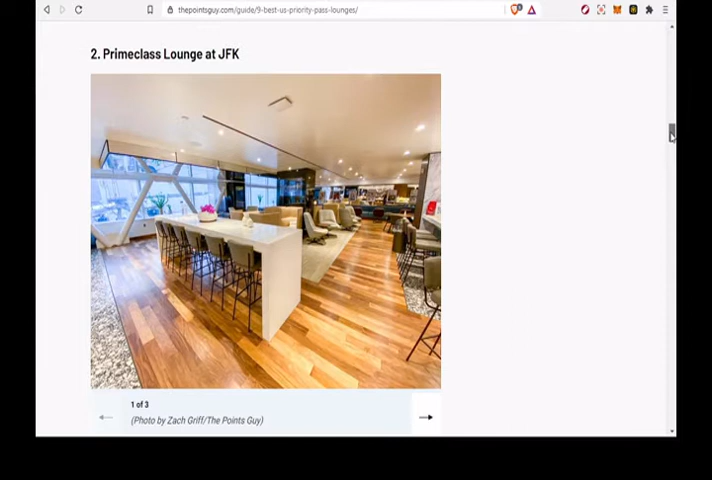 thepointsguy.com/guide/9-best-us-priority-pass-lounges/
2. Primeclass Lounge at JFK
1 of 3
(Photo by Zach Griff/The Points Guy)